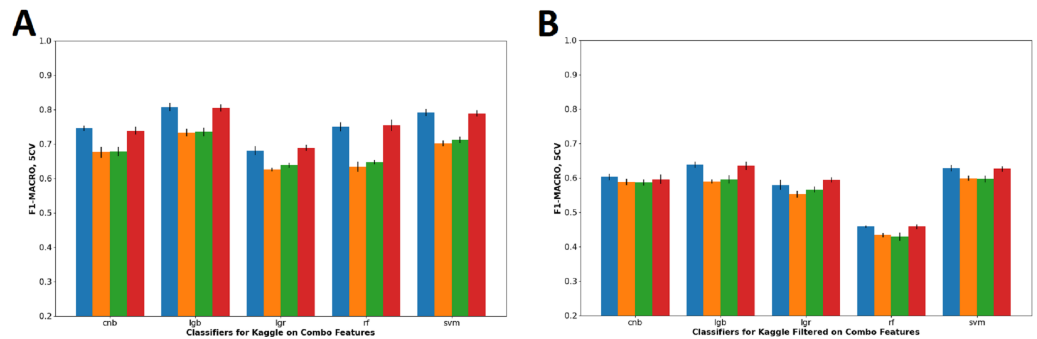 A
1.0
0.9
0.8
0.7
0.6
0.5
0.4
0.3
0.2
F1-MACRO, 5CV
cnb lgb lgr rf svm
Classifiers for Kaggle on Combo Features
B
1.0
0.9
0.8
0.7
0.6
0.5
0.4
0.3
0.2
F1-MACRO, 5CV
cnb lgb lgr rf svm
Classifiers for Kaggle Filtered on Combo Features